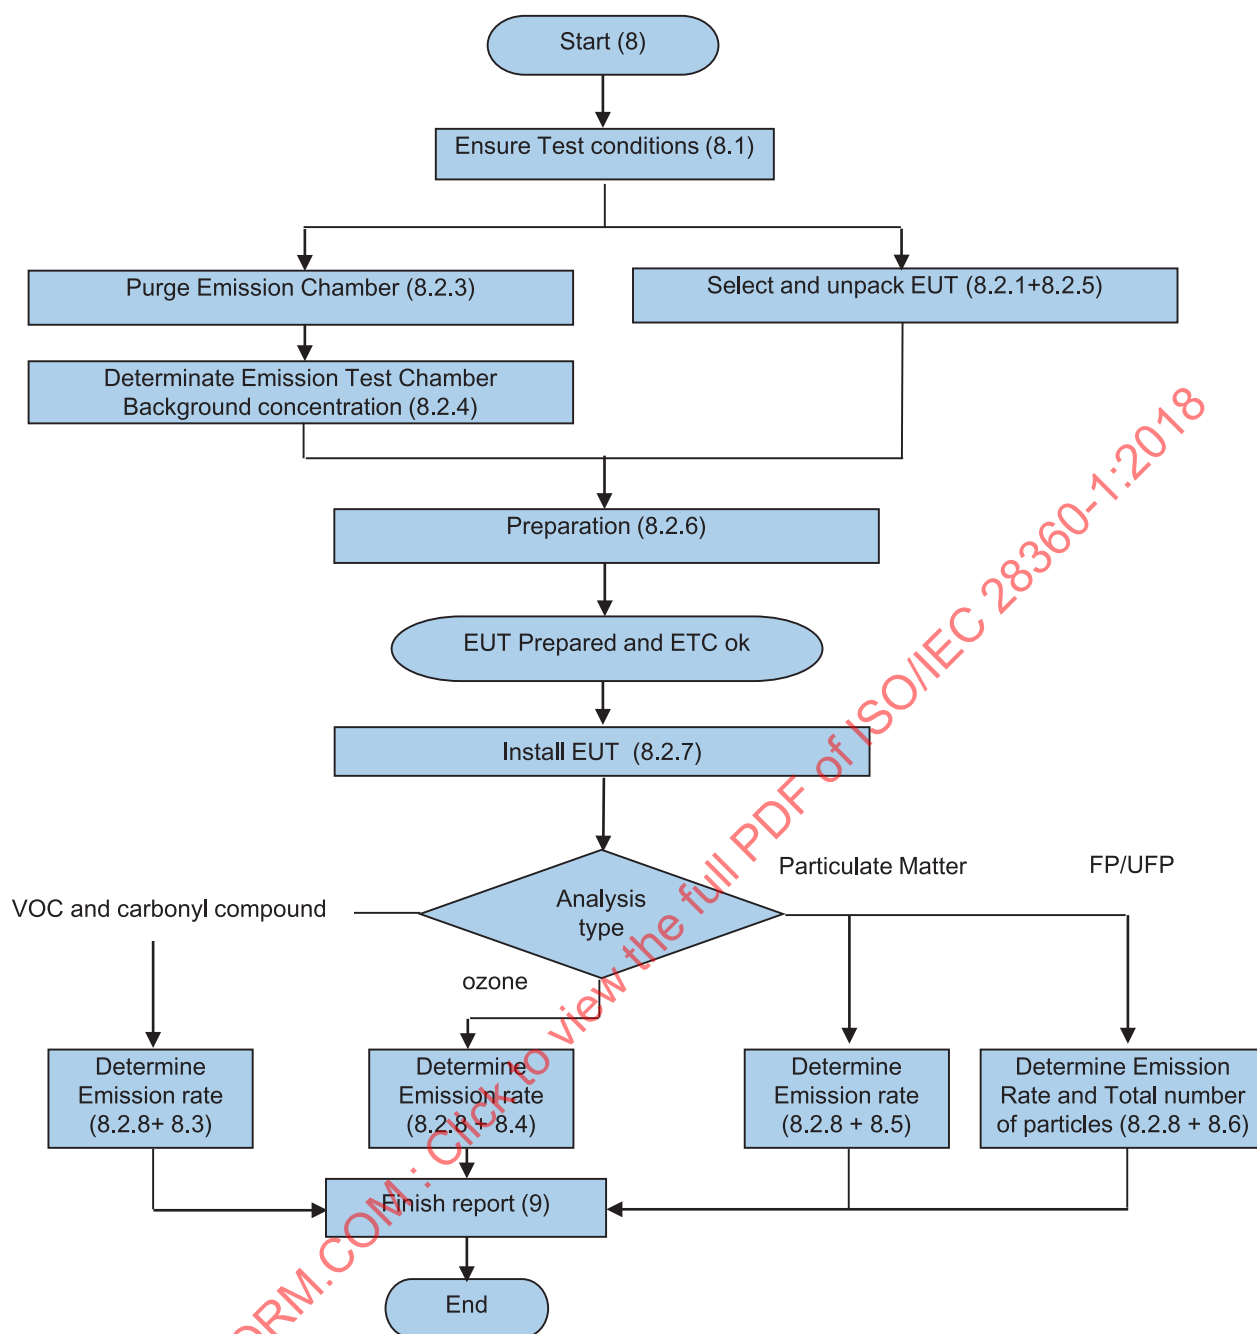 Start (8)
Ensure Test conditions (8.1)
Purge Emission Chamber (8.2.3)
Select and unpack EUT (8.2.1+8.2.5)
Determinate Emission Test Chamber
Background concentration (8.2.4)
Preparation (8.2.6)
EUT Prepared and ETC ok
Install EUT (8.2.7)
Analysis
type
VOC and carbonyl compound
ozone
Particulate Matter
FP/UFP
Determine
Emission rate
(8.2.8+ 8.3)
Determine
Emission rate
(8.2.8 + 8.4)
Determine
Emission rate
(8.2.8 + 8.5)
Determine Emission
Rate and Total number
of particles (8.2.8 + 8.6)
Finish report (9)
End
ORM.COM : Click to view the full PDF of ISO/IEC 28360-1:2018